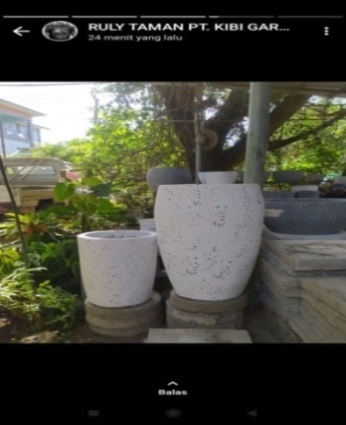 RULY TAMAN PT. KIBI GAR...
24 menit yang lalu
Balas